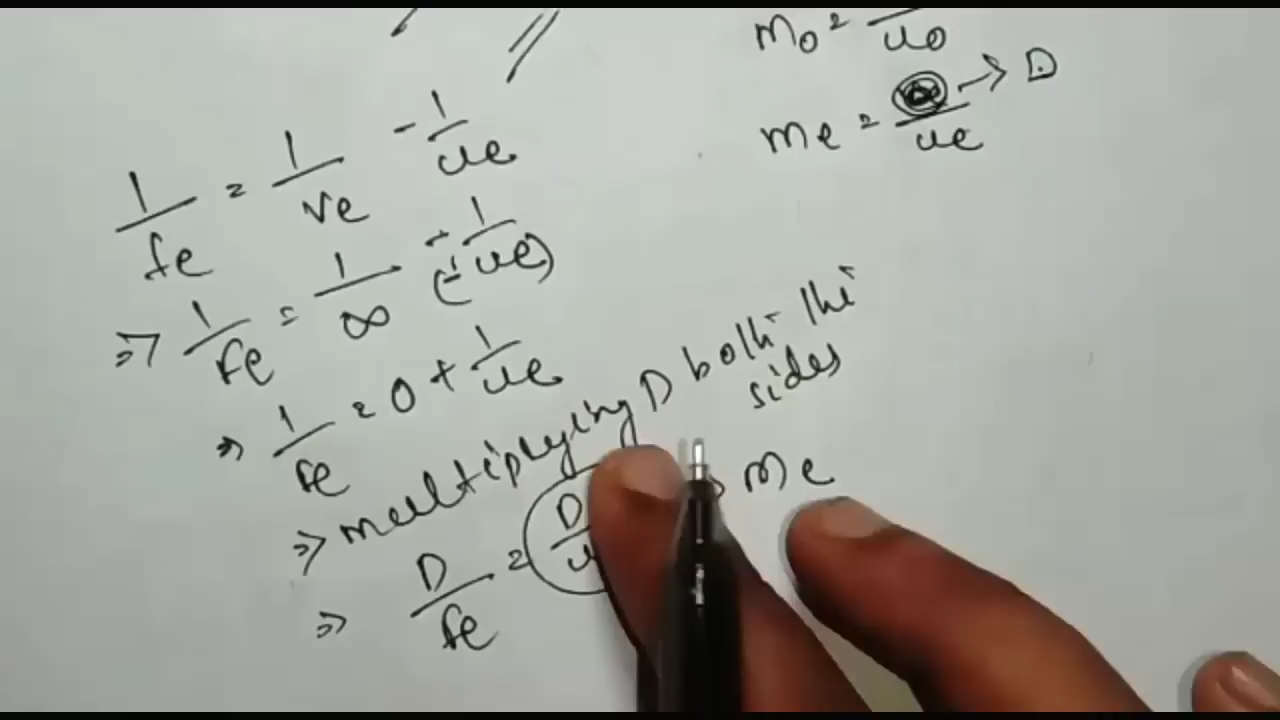 mo = — / uo
me = — / ue → D
1/fe = 1/ve - 1/ue
⇒ 1/fe = 1/∞ - 1/(-ue)
⇒ 1/fe = 0 + 1/ue
⇒ multiplying D both the sides
⇒ D/fe = D/u → me